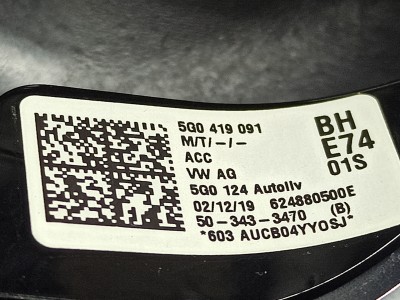 5G0 419 091
BH
M/T/-/-
E74
ACC
01S
VW AG
5G0 124 Autoliv
02/12/19 624880500E
50-343-3470 (B)
*603 AUCB04YYOSJ*